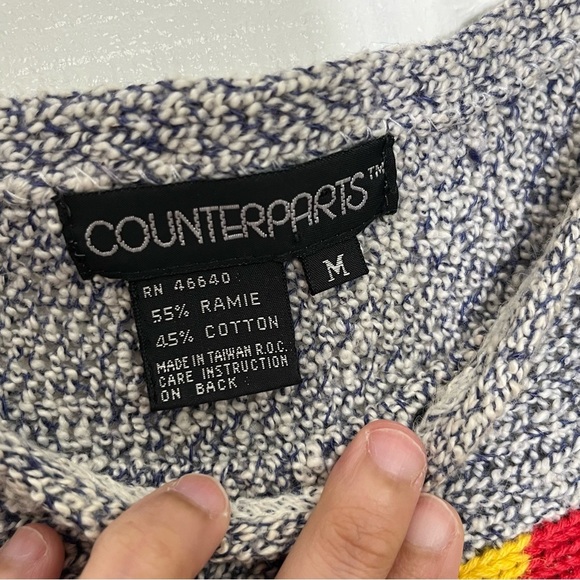 COUNTERPARTS™
M
RN 46640
55% RAMIE
45% COTTON
MADE IN TAIWAN R.O.C.
CARE INSTRUCTION
ON BACK